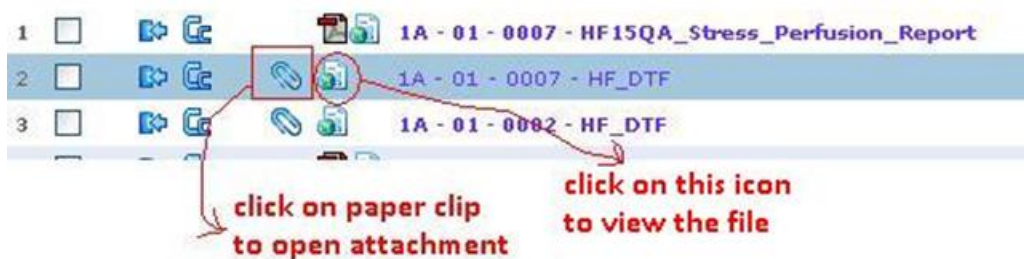 1 1A - 01 - 0007 - HF15QA_Stress_Perfusion_Report
2 1A - 01 - 0007 - HF_DTF
3 1A - 01 - 0002 - HF_DTF
click on paper clip
to open attachment
click on this icon
to view the file